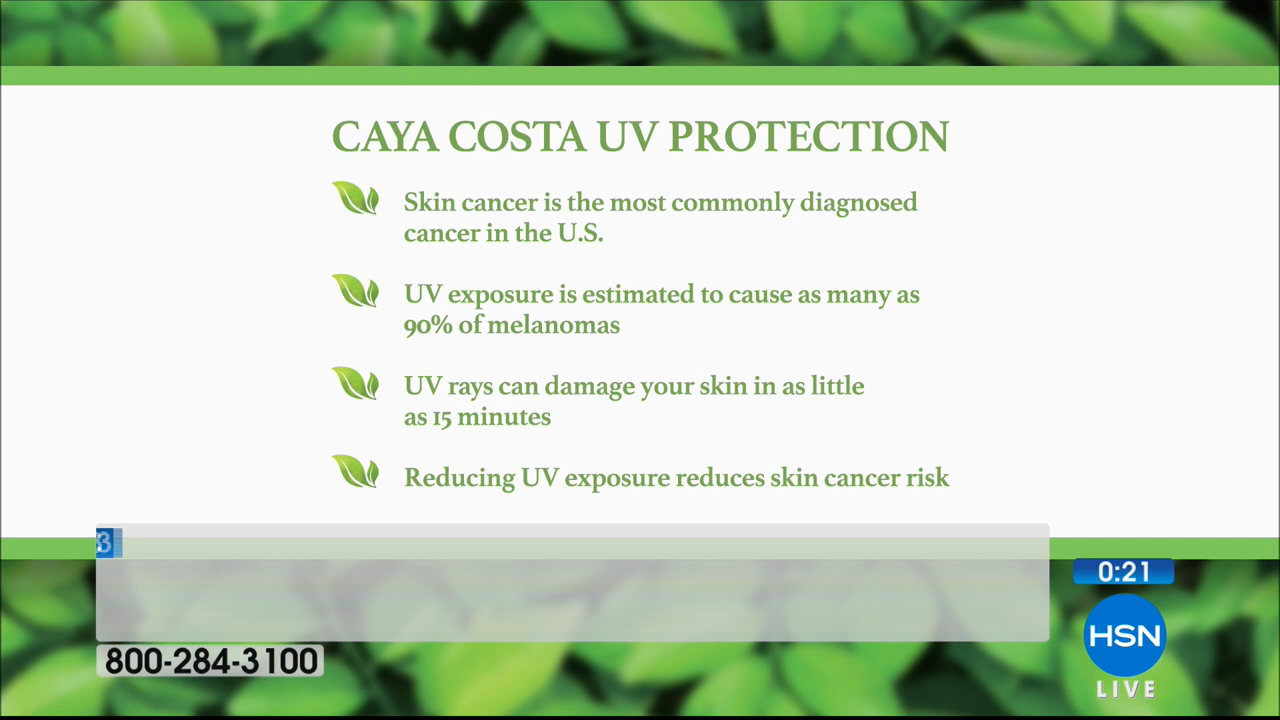 CAYA COSTA UV PROTECTION
Skin cancer is the most commonly diagnosed
cancer in the U.S.
UV exposure is estimated to cause as many as
90% of melanomas
UV rays can damage your skin in as little
as 15 minutes
Reducing UV exposure reduces skin cancer risk
0:21
HSN
LIVE
800-284-3100